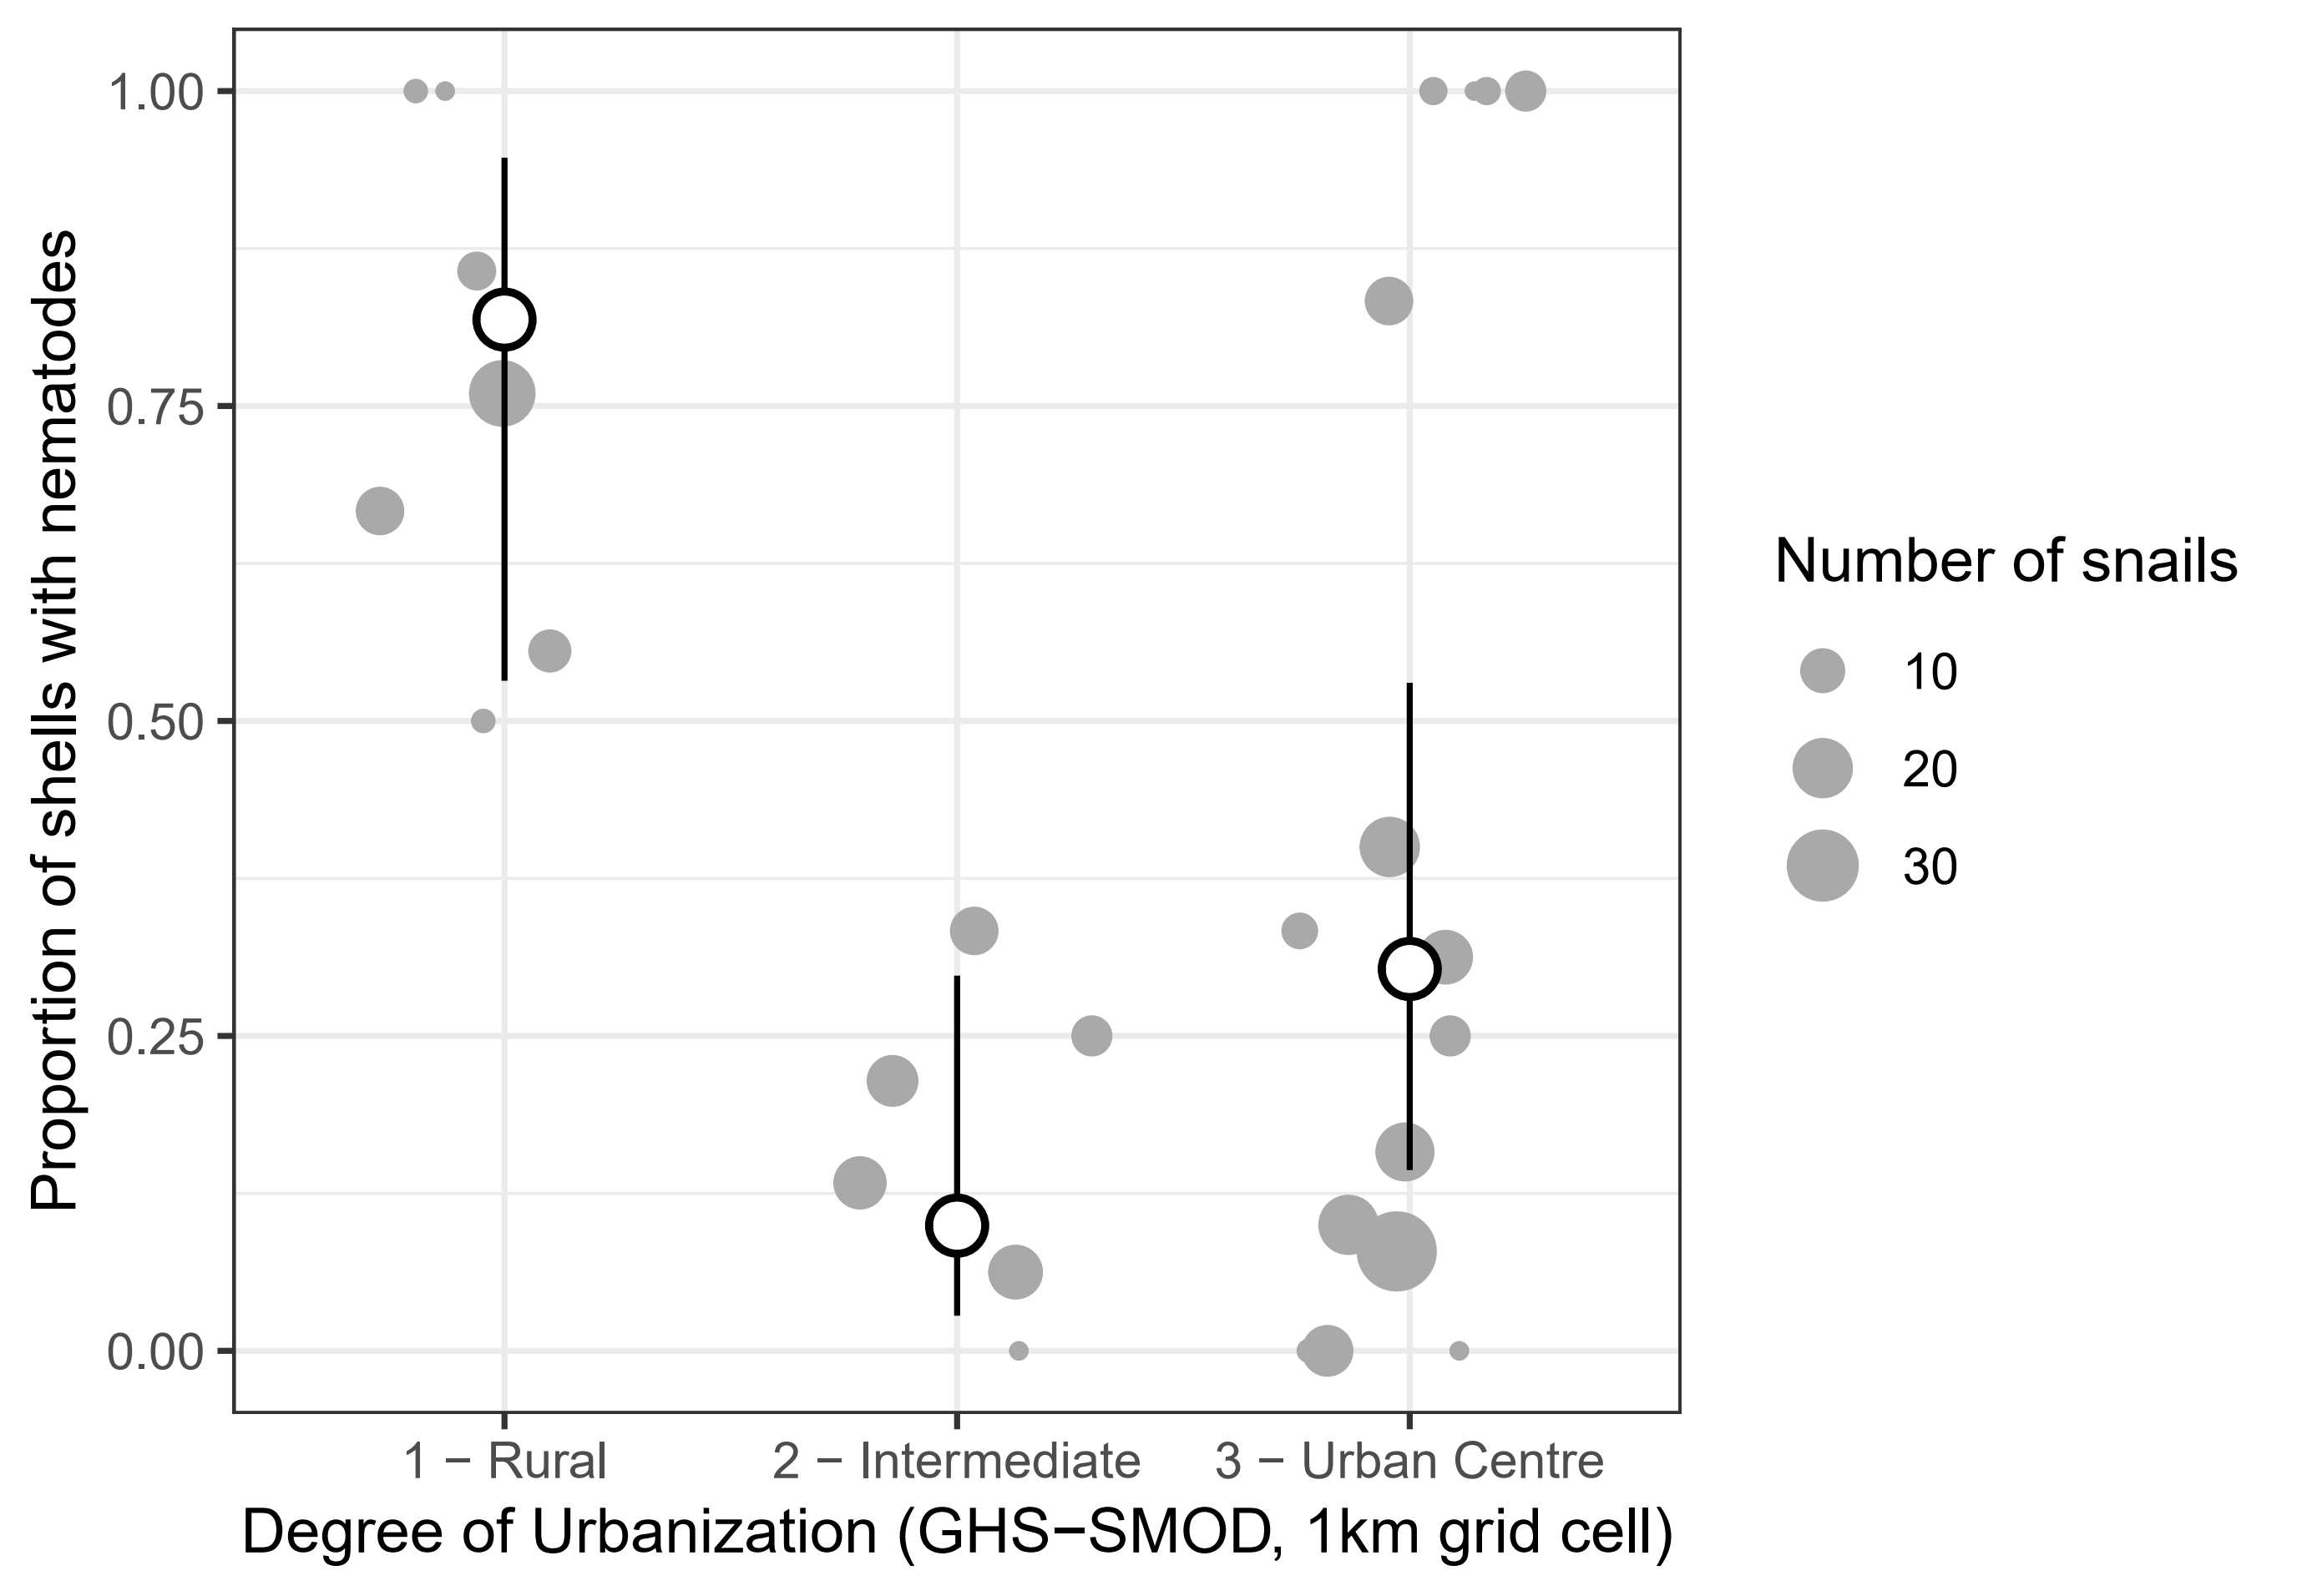 Proportion of shells with nematodes
1.00
0.75
0.50
0.25
0.00
1 − Rural
2 − Intermediate
3 − Urban Centre
Degree of Urbanization (GHS−SMOD, 1km grid cell)
Number of snails
10
20
30